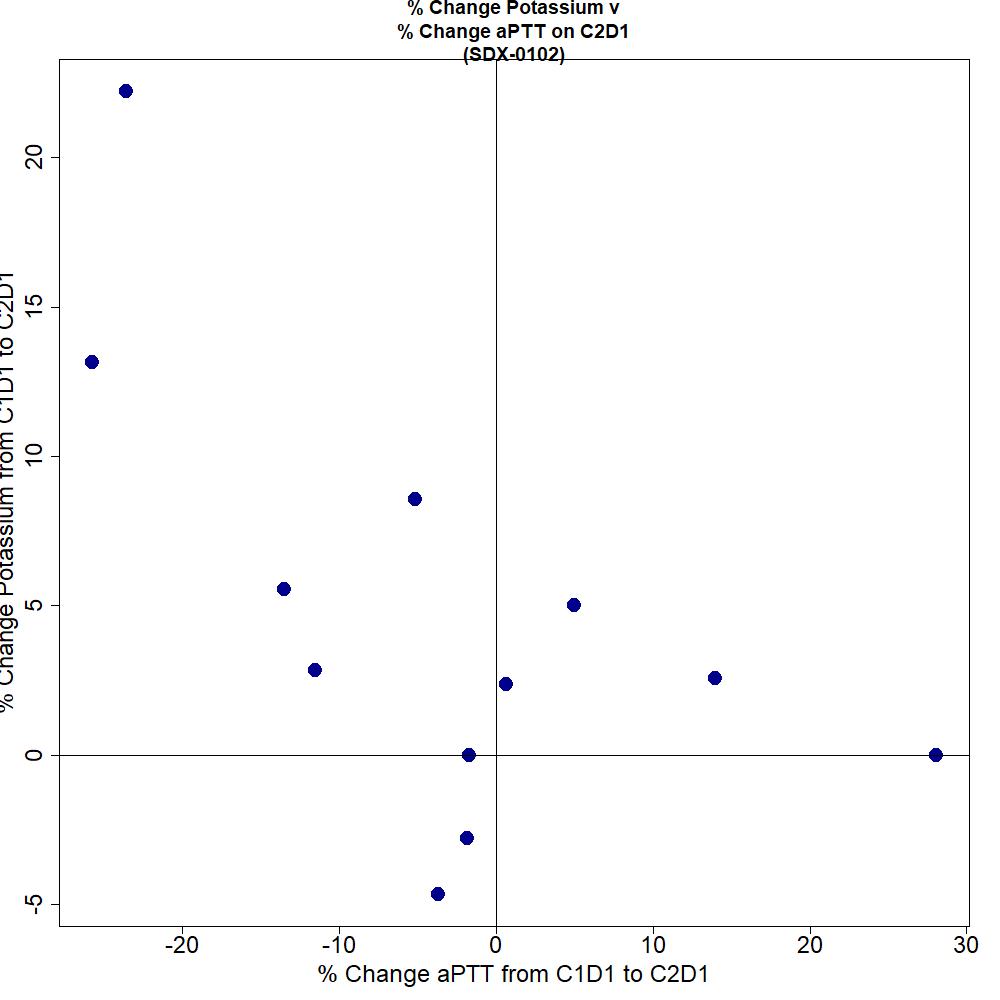 % Change Potassium v
% Change aPTT on C2D1
(SDX-0102)
% Change Potassium from C1D1 to C2D1
20
15
10
5
0
-5
-20
-10
0
10
20
30
% Change aPTT from C1D1 to C2D1